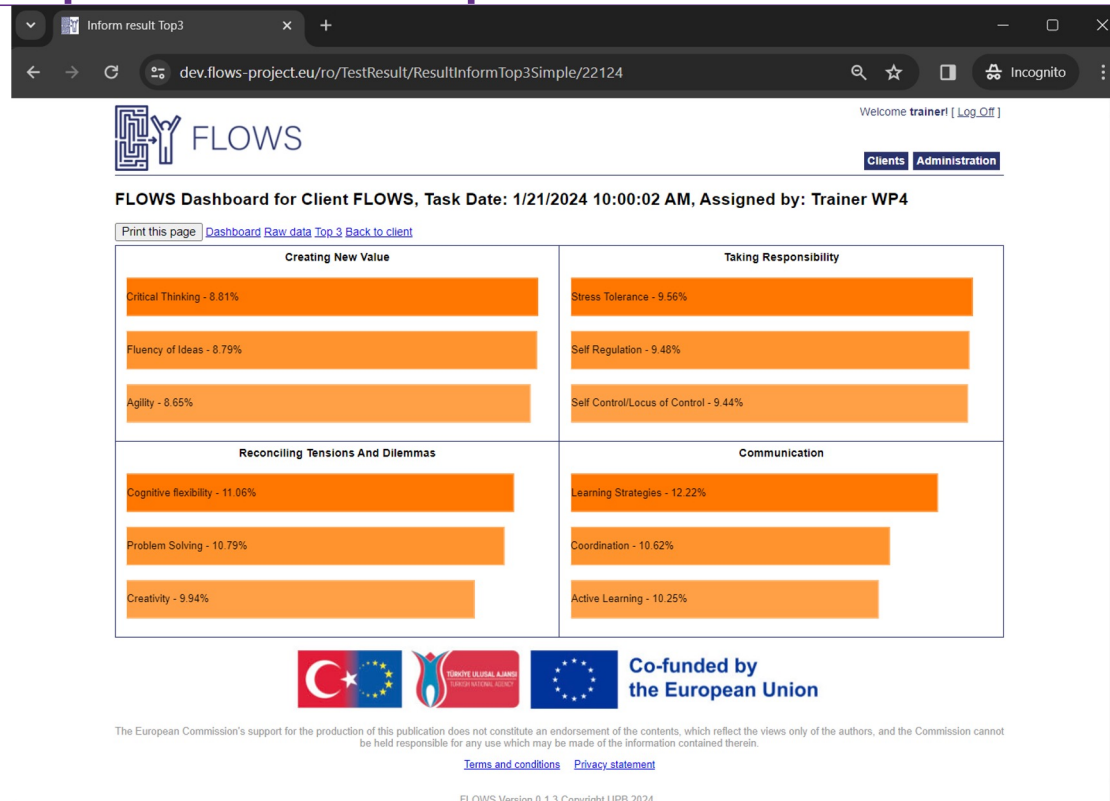 Inform result Top3
dev.flows-project.eu/ro/TestResult/ResultInformTop3Simple/22124
Incognito
FLOWS
Welcome trainer! [ Log Off ]
Clients Administration
FLOWS Dashboard for Client FLOWS, Task Date: 1/21/2024 10:00:02 AM, Assigned by: Trainer WP4
Print this page Dashboard Raw data Top 3 Back to client
Creating New Value
Critical Thinking - 8.81%
Fluency of Ideas - 8.79%
Agility - 8.65%
Taking Responsibility
Stress Tolerance - 9.56%
Self Regulation - 9.48%
Self Control/Locus of Control - 9.44%
Reconciling Tensions And Dilemmas
Cognitive flexibility - 11.06%
Problem Solving - 10.79%
Creativity - 9.94%
Communication
Learning Strategies - 12.22%
Coordination - 10.62%
Active Learning - 10.25%
TÜRKİYE ULUSAL AJANSI
TURKISH NATIONAL AGENCY
Co-funded by
the European Union
The European Commission's support for the production of this publication does not constitute an endorsement of the contents, which reflect the views only of the authors, and the Commission cannot
be held responsible for any use which may be made of the information contained therein.
Terms and conditions Privacy statement
FLOWS Version 0.1.3 Copyright UPB 2024